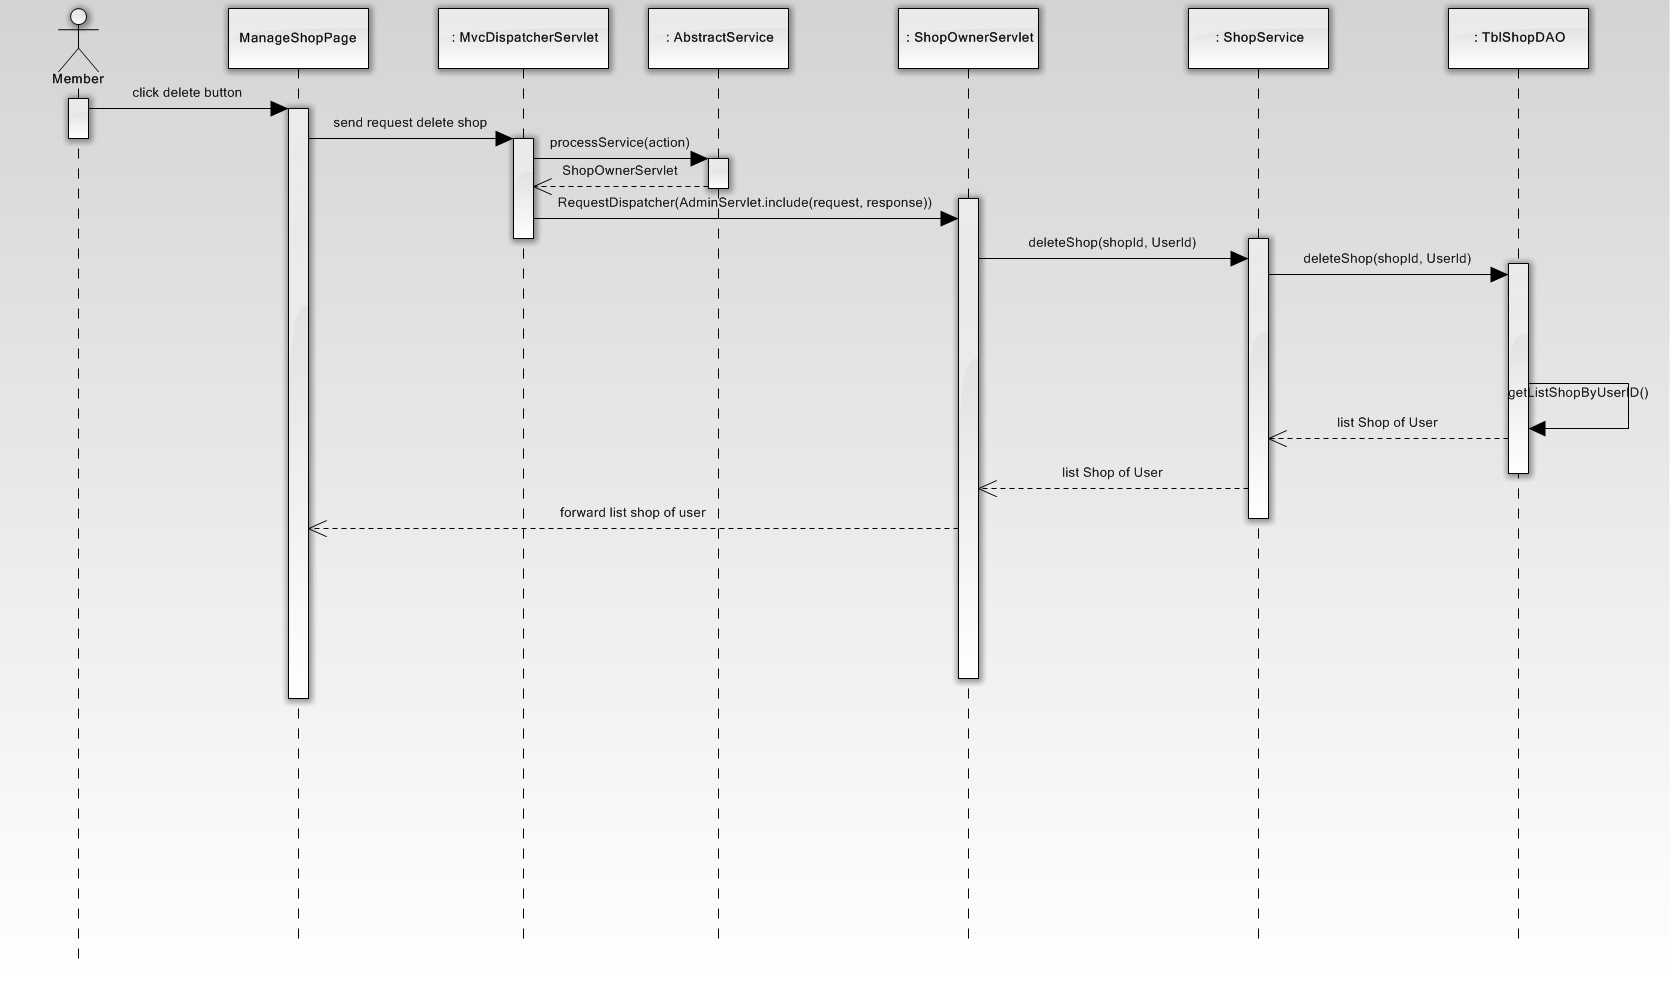 Member
ManageShopPage
: MvcDispatcherServlet
: AbstractService
: ShopOwnerServlet
: ShopService
: TblShopDAO
click delete button
send request delete shop
processService(action)
ShopOwnerServlet
RequestDispatcher(AdminServlet.include(request, response))
deleteShop(shopId, UserId)
deleteShop(shopId, UserId)
getListShopByUserID()
list Shop of User
list Shop of User
forward list shop of user